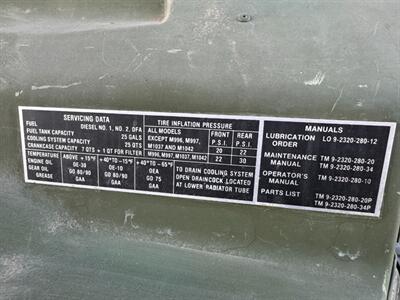 SERVICING DATA
FUEL DIESEL NO. 1, NO. 2, DFA
FUEL TANK CAPACITY 25 GALS
COOLING SYSTEM CAPACITY 25 QTS
CRANKCASE CAPACITY 7 QTS + 1 QT FOR FILTER
TIRE INFLATION PRESSURE
ALL MODELS EXCEPT M996, M997, M1037 AND M1042
FRONT P.S.I. REAR P.S.I.
20 22
M996, M997, M1037, M1042 22 30
TEMPERATURE ABOVE +15°F +40°TO -15°F +40°TO -65°F
ENGINE OIL OE-30 OE-10 OEA
GEAR OIL GO 80/90 GO 80/90 GO 75
GREASE GAA GAA GAA
TO DRAIN COOLING SYSTEM
OPEN DRAINCOCK LOCATED
AT LOWER RADIATOR TUBE
MANUALS
LUBRICATION ORDER LO 9-2320-280-12
MAINTENANCE MANUAL TM 9-2320-280-20
TM 9-2320-280-34
OPERATOR'S MANUAL TM 9-2320-280-10
PARTS LIST TM 9-2320-280-20P
TM 9-2320-280-34P